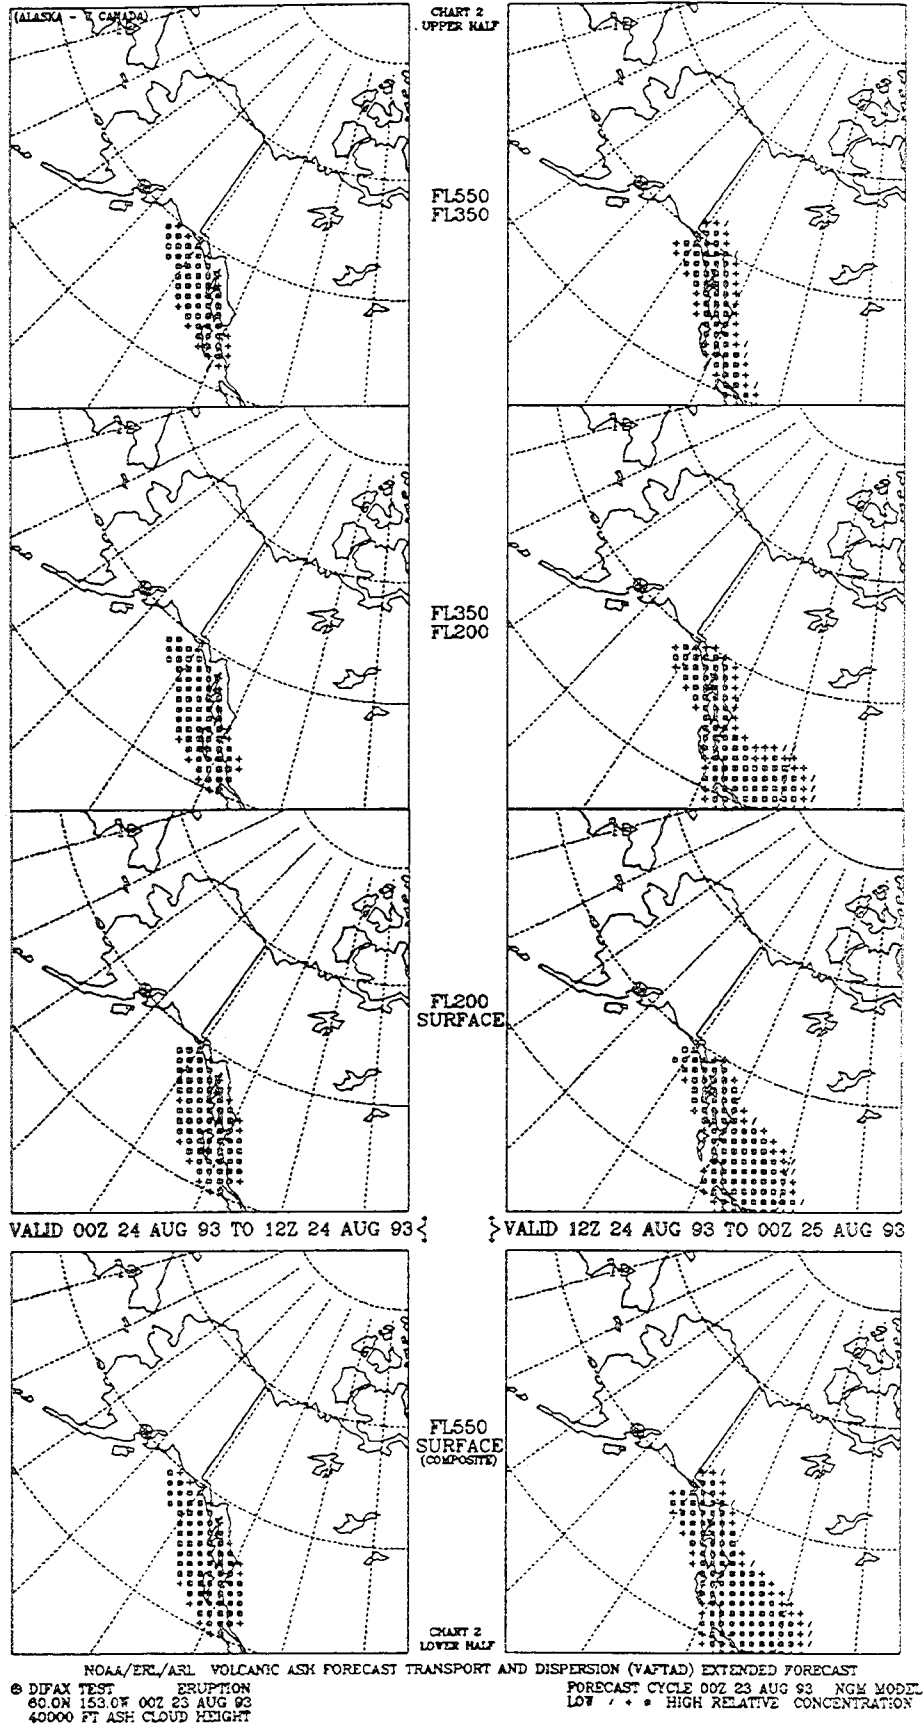 (ALASKA - W CANADA)
CHART 2
UPPER HALF
FL550
FL350
FL350
FL200
FL200
SURFACE
VALID 00Z 24 AUG 93 TO 12Z 24 AUG 93
VALID 12Z 24 AUG 93 TO 00Z 25 AUG 93
FL550
SURFACE
(COMPOSITE)
CHART 2
LOWER HALF
NOAA/ERL/ARL VOLCANIC ASH FORECAST TRANSPORT AND DISPERSION (VAFTAD) EXTENDED FORECAST
DIFAX TEST ERUPTION
60.0N 153.0W 00Z 23 AUG 93
40000 FT ASH CLOUD HEIGHT
FORECAST CYCLE 00Z 23 AUG 93 NGM MODEL
LOW / + HIGH RELATIVE CONCENTRATION